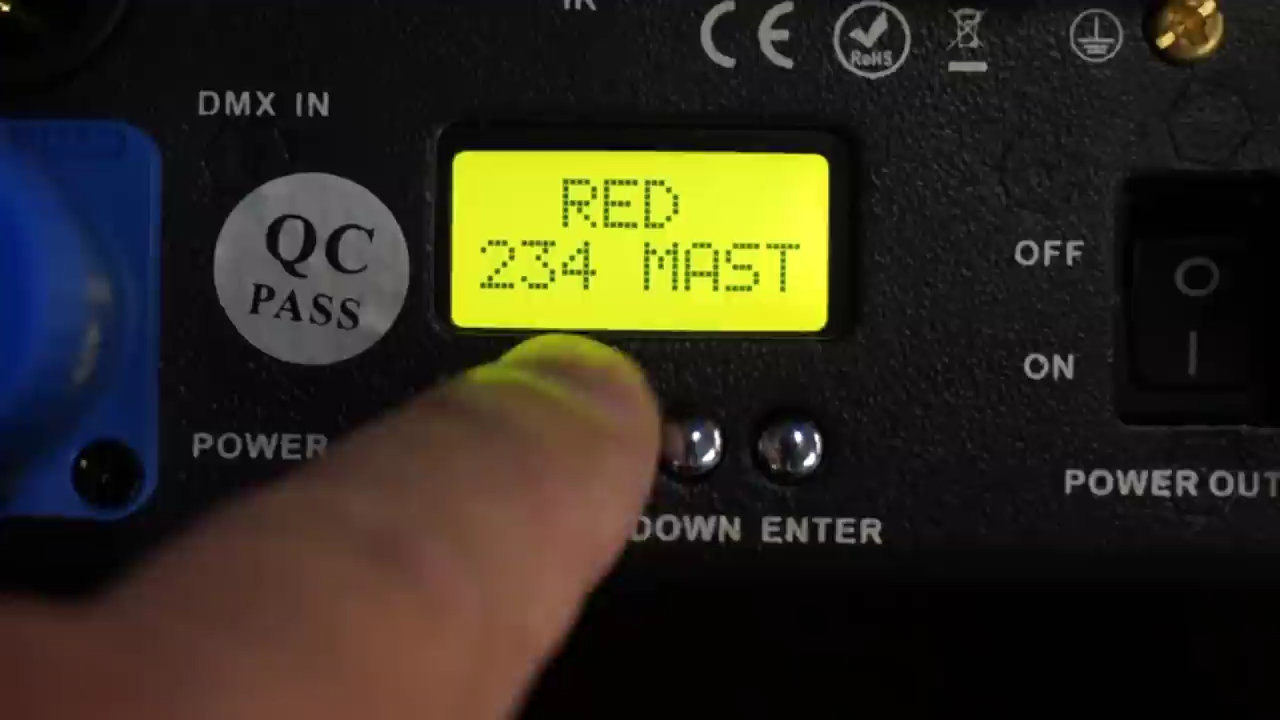 DMX IN
CE
RoHS
QC
PASS
RED
234 MAST
OFF
ON
O
I
POWER
POWER OUT
DOWN ENTER